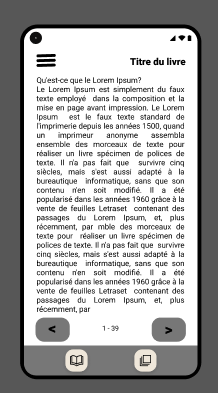 Titre du livre
Qu'est-ce que le Lorem Ipsum?
Le Lorem Ipsum est simplement du faux
texte employé dans la composition et la
mise en page avant impression. Le Lorem
Ipsum est le faux texte standard de
l'imprimerie depuis les années 1500, quand
un imprimeur anonyme assembla
ensemble des morceaux de texte pour
réaliser un livre spécimen de polices de
texte. Il n'a pas fait que survivre cinq
siècles, mais s'est aussi adapté à la
bureautique informatique, sans que son
contenu n'en soit modifié. Il a été
popularisé dans les années 1960 grâce à la
vente de feuilles Letraset contenant des
passages du Lorem Ipsum, et, plus
récemment, par mble des morceaux de
texte pour réaliser un livre spécimen de
polices de texte. Il n'a pas fait que survivre
cinq siècles, mais s'est aussi adapté à la
bureautique informatique, sans que son
contenu n'en soit modifié. Il a été
popularisé dans les années 1960 grâce à la
vente de feuilles Letraset contenant des
passages du Lorem Ipsum, et, plus
récemment, par
< 1 - 39 >